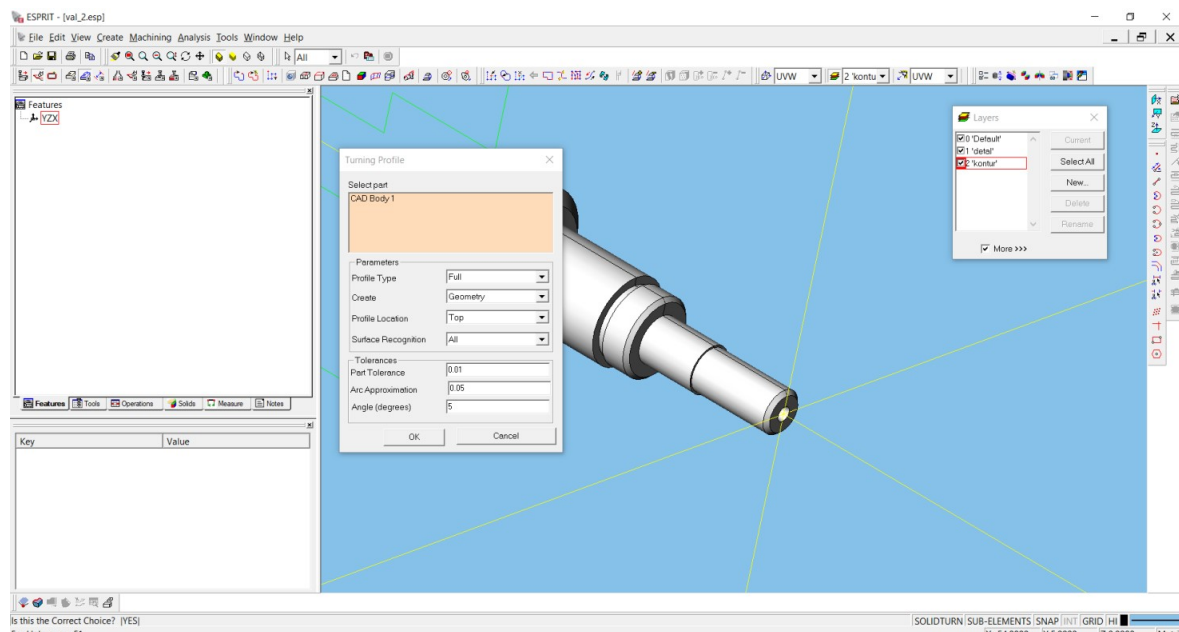 ESPRIT - [val_2.esp]
File Edit View Create Machining Analysis Tools Window Help
All
UVW
2 'kontu
UVW
Features
YZX
Features Tools Operations Solids Measure Notes
Key Value
Turning Profile
Select part
CAD Body 1
Parameters
Profile Type Full
Create Geometry
Profile Location Top
Surface Recognition All
Tolerances
Part Tolerance 0.01
Arc Approximation 0.05
Angle (degrees) 5
OK Cancel
Layers
0 'Default'
1 'detal'
2 'kontur'
Current
Select All
New...
Delete
Rename
More >>>
Is this the Correct Choice? |YES|
SOLIDTURN SUB-ELEMENTS SNAP INT GRID HI